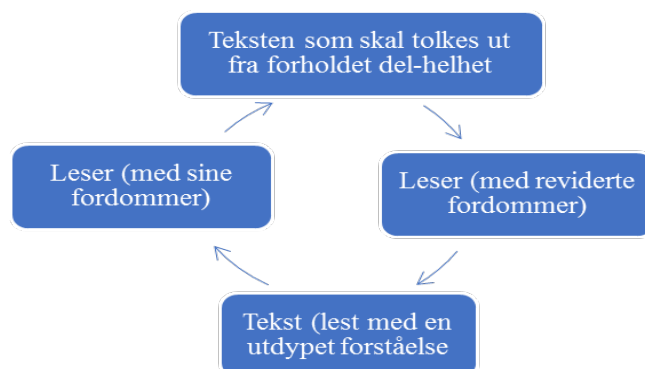 Teksten som skal tolkes ut
fra forholdet del-helhet
Leser (med sine
fordommer)
Leser (med reviderte
fordommer)
Tekst (lest med en
utdypet forståelse